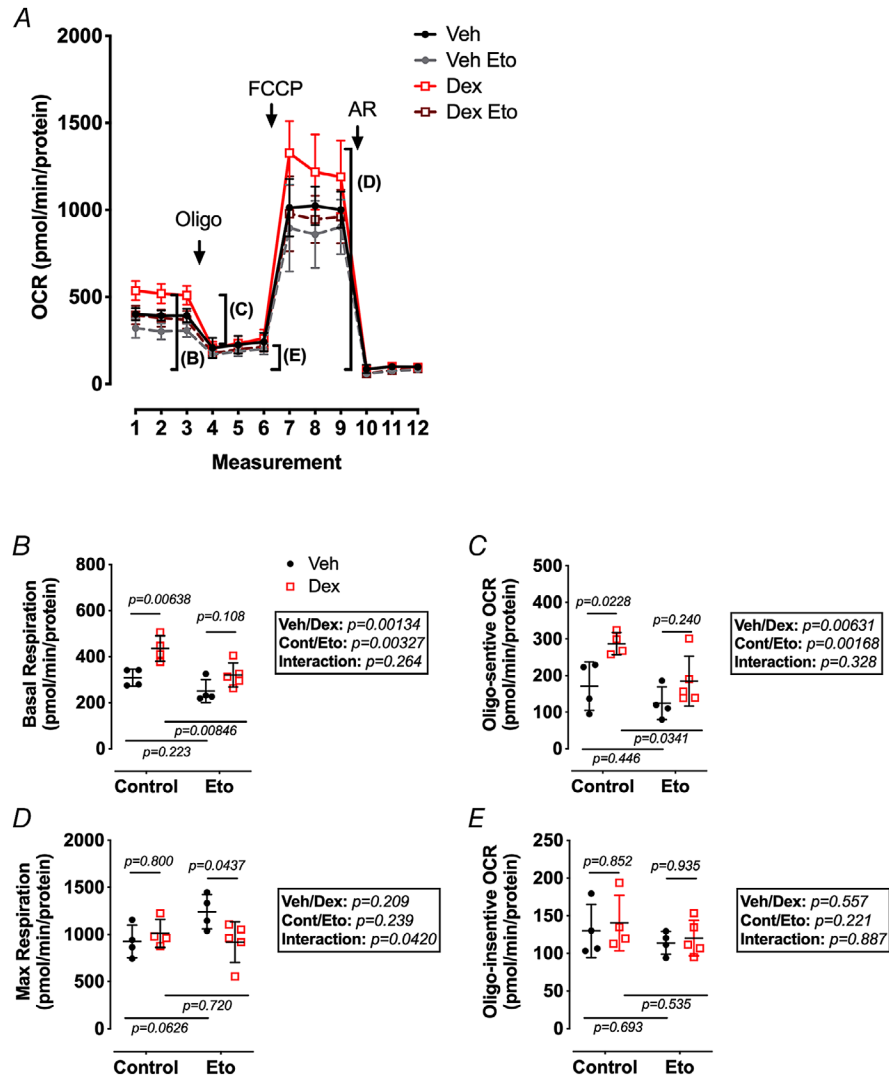 A
2000
1500
1000
500
0
OCR (pmol/min/protein)
Veh
Veh Eto
Dex
Dex Eto
FCCP
AR
Oligo
(D)
(C)
(B)
(E)
1 2 3 4 5 6 7 8 9 10 11 12
Measurement
B
800
600
400
200
0
Basal Respiration
(pmol/min/protein)
Veh
Dex
p=0.00638
p=0.108
p=0.00846
p=0.223
Control Eto
Veh/Dex: p=0.00134
Cont/Eto: p=0.00327
Interaction: p=0.264
C
500
400
300
200
100
0
Oligo-sentive OCR
(pmol/min/protein)
p=0.0228
p=0.240
p=0.0341
p=0.446
Control Eto
Veh/Dex: p=0.00631
Cont/Eto: p=0.00168
Interaction: p=0.328
D
2000
1500
1000
500
0
Max Respiration
(pmol/min/protein)
p=0.800
p=0.0437
p=0.720
p=0.0626
Control Eto
Veh/Dex: p=0.209
Cont/Eto: p=0.239
Interaction: p=0.0420
E
250
200
150
100
50
0
Oligo-insentive OCR
(pmol/min/protein)
p=0.852
p=0.935
p=0.535
p=0.693
Control Eto
Veh/Dex: p=0.557
Cont/Eto: p=0.221
Interaction: p=0.887